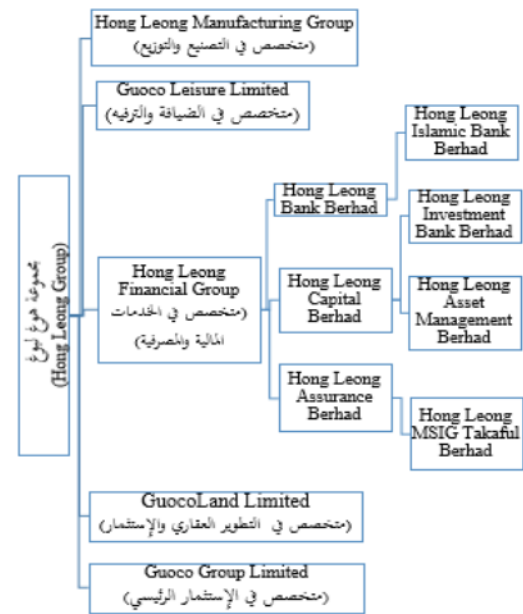 مجموعة هونغ ليونغ
(Hong Leong Group)
Hong Leong Manufacturing Group
(متخصص في التصنيع والتوزيع)
Guoco Leisure Limited
(متخصص في الضيافة والترفيه)
Hong Leong
Financial Group
(متخصص في الخدمات
المالية والمصرفية)
GuocoLand Limited
(متخصص في التطوير العقاري والإستثمار)
Guoco Group Limited
(متخصص في الإستثمار الرئيسي)
Hong Leong
Bank Berhad
Hong Leong
Capital
Berhad
Hong Leong
Assurance
Berhad
Hong Leong
Islamic Bank
Berhad
Hong Leong
Investment
Bank Berhad
Hong Leong
Asset
Management
Berhad
Hong Leong
MSIG Takaful
Berhad